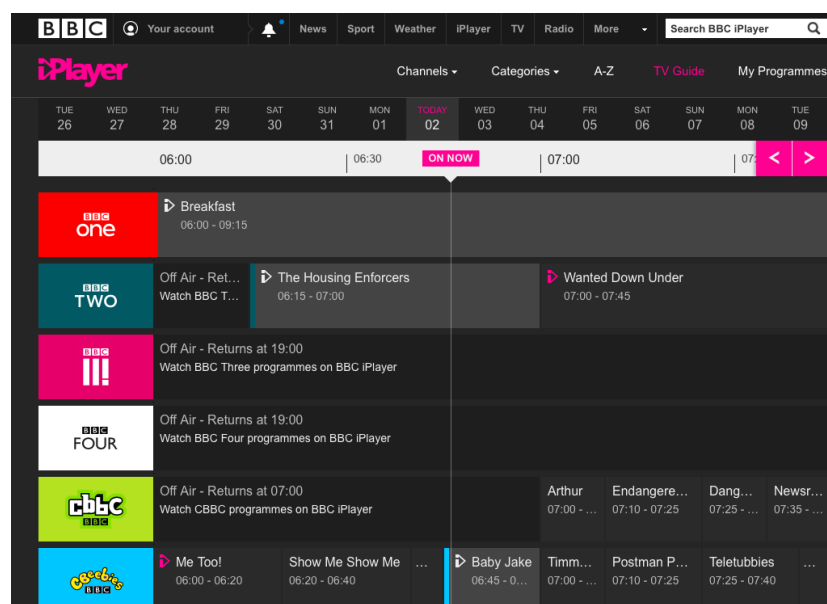 BBC Your account News Sport Weather iPlayer TV Radio More Search BBC iPlayer
iPlayer Channels Categories A-Z TV Guide My Programmes
TUE WED THU FRI SAT SUN MON TODAY WED THU FRI SAT SUN MON TUE
26 27 28 29 30 31 01 02 03 04 05 06 07 08 09
06:00 06:30 ON NOW 07:00 07:
BBC one
Breakfast
06:00 - 09:15
BBC TWO
Off Air - Ret... The Housing Enforcers Wanted Down Under
Watch BBC T... 06:15 - 07:00 07:00 - 07:45
BBC
Off Air - Returns at 19:00
Watch BBC Three programmes on BBC iPlayer
BBC FOUR
Off Air - Returns at 19:00
Watch BBC Four programmes on BBC iPlayer
cbbc BBC
Off Air - Returns at 07:00 Arthur Endangere... Dang... Newsr...
Watch CBBC programmes on BBC iPlayer 07:00 - ... 07:10 - 07:25 07:25 - ... 07:35 - ...
CBeebies BBC
Me Too! Show Me Show Me ... Baby Jake Timm... Postman P... Teletubbies ...
06:00 - 06:20 06:20 - 06:40 06:45 - 0... 07:00 - ... 07:10 - 07:25 07:25 - 07:40